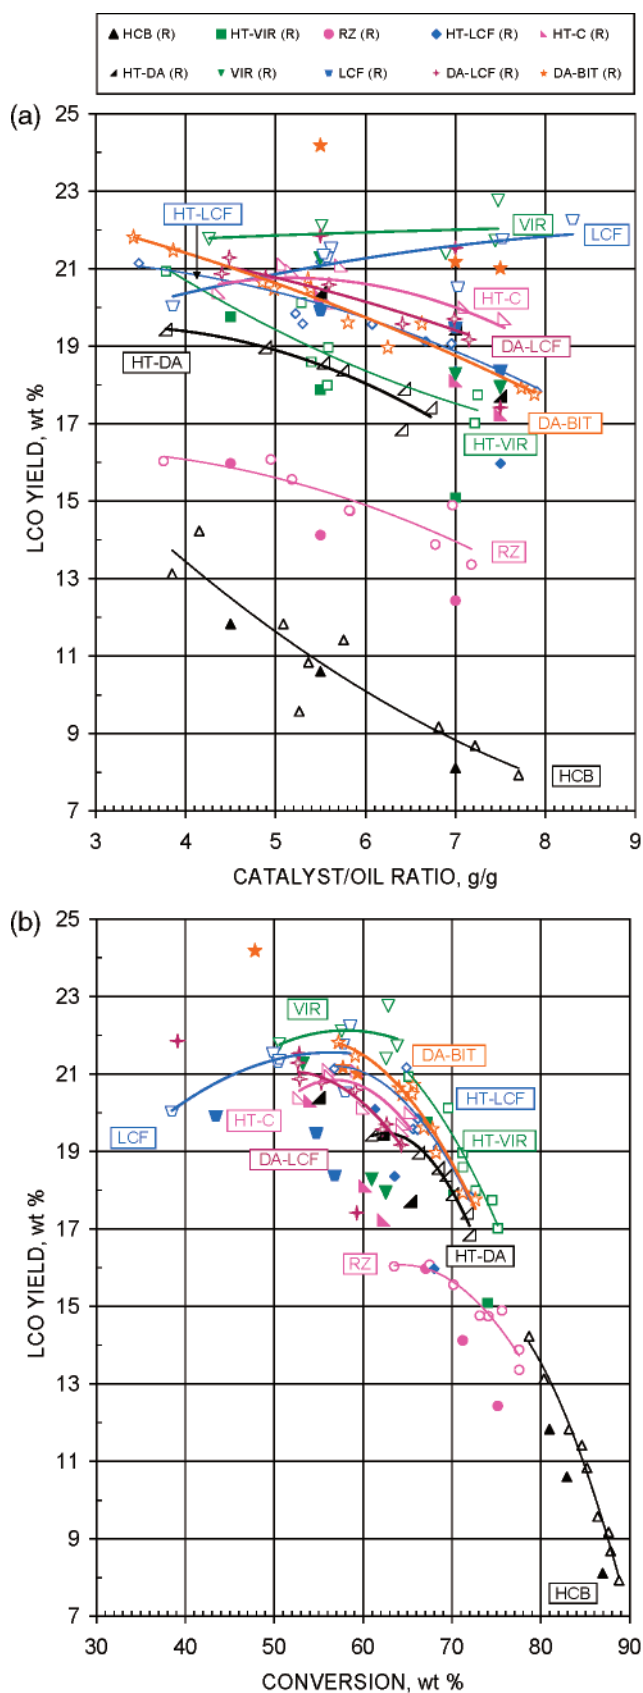 HCB (R) HT-VIR (R) RZ (R) HT-LCF (R) HT-C (R)
HT-DA (R) VIR (R) LCF (R) DA-LCF (R) DA-BIT (R)
(a)
25
23
21
19
17
15
13
11
9
7
LCO YIELD, wt %
HT-LCF
VIR
LCF
HT-C
HT-DA
DA-LCF
DA-BIT
HT-VIR
RZ
HCB
3 4 5 6 7 8 9
CATALYST/OIL RATIO, g/g
(b)
25
23
21
19
17
15
13
11
9
7
LCO YIELD, wt %
VIR
DA-BIT
HT-LCF
LCF
HT-C
HT-VIR
DA-LCF
HT-DA
RZ
HCB
30 40 50 60 70 80 90
CONVERSION, wt %